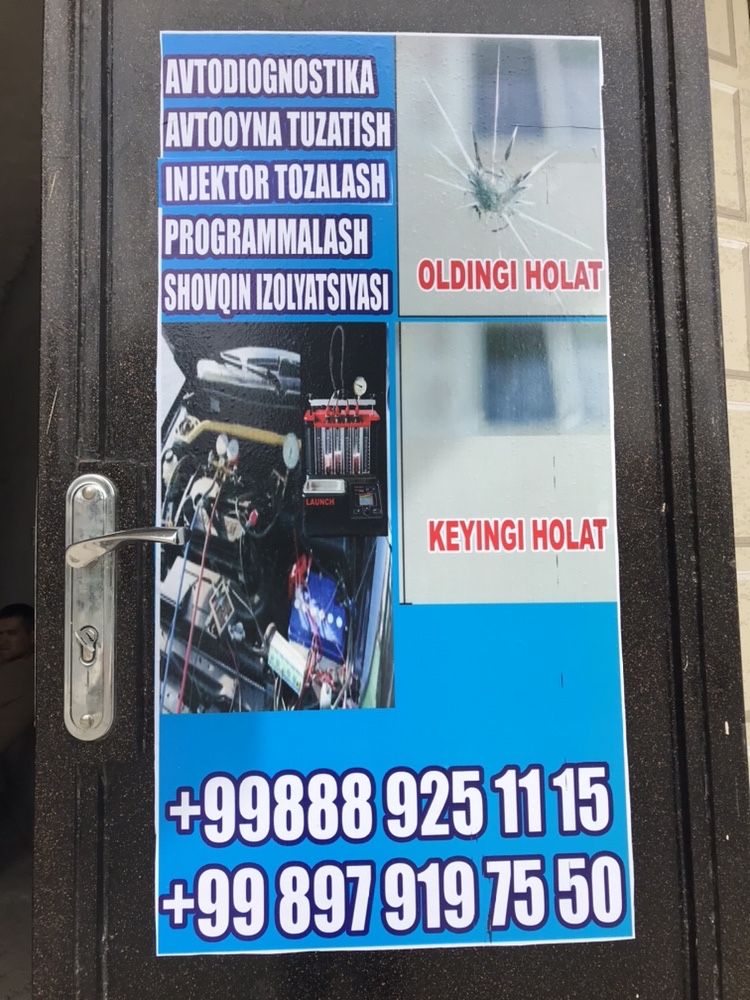 AVTODIOGNOSTIKA
AVTOOYNA TUZATISH
INJEKTOR TOZALASH
PROGRAMMALASH
SHOVQIN IZOLYATSIYASI
OLDINGI HOLAT
LAUNCH
KEYINGI HOLAT
+99888 925 11 15
+99 897 919 75 50